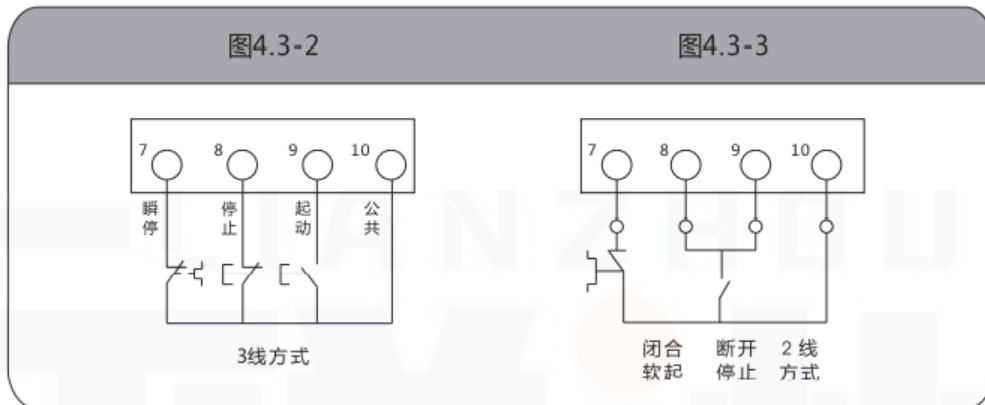 图4.3-2
图4.3-3
7 8 9 10
7 8 9 10
瞬停 停止 起动 公共
LIANZHOU
3线方式
闭合 断开 2线
软起 停止 方式